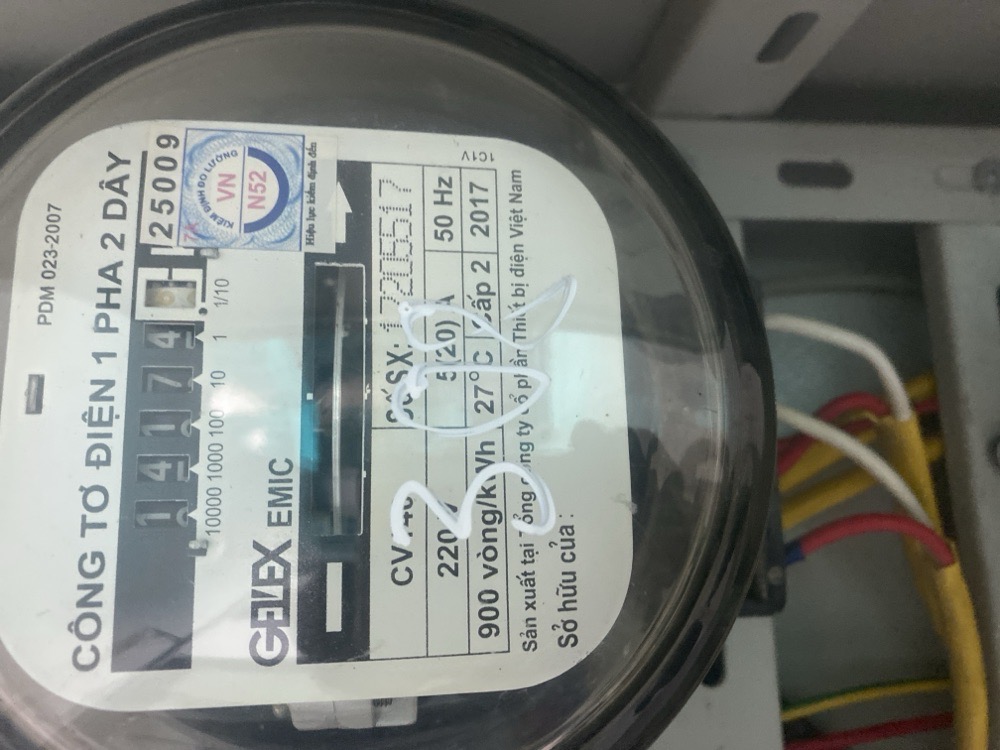 PDM 023-2007
CÔNG TƠ ĐIỆN 1 PHA 2 DÂY
25009
KIỂM ĐỊNH ĐO LƯỜNG
VN
N52
Hiệu lực kiểm định đến
1 4 1 7 4
10000 1000 100 10 1 1/10
GELEX EMIC
CV140
SỐSX:
220 V 5(20) A 50 Hz
900 vòng/kWh 27°C Cấp 2 2017
Sản xuất tại Tổng công ty cổ phần Thiết bị điện Việt Nam
Sở hữu của :
1C1V